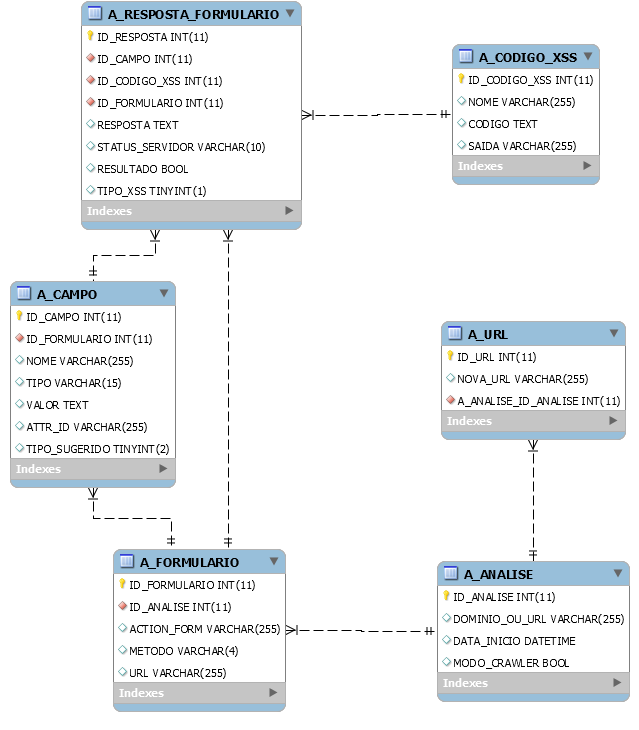 A_RESPOSTA_FORMULARIO
ID_RESPOSTA INT(11)
ID_CAMPO INT(11)
ID_CODIGO_XSS INT(11)
ID_FORMULARIO INT(11)
RESPOSTA TEXT
STATUS_SERVIDOR VARCHAR(10)
RESULTADO BOOL
TIPO_XSS TINYINT(1)
Indexes
A_CODIGO_XSS
ID_CODIGO_XSS INT(11)
NOME VARCHAR(255)
CODIGO TEXT
SAIDA VARCHAR(255)
Indexes
A_CAMPO
ID_CAMPO INT(11)
ID_FORMULARIO INT(11)
NOME VARCHAR(255)
TIPO VARCHAR(15)
VALOR TEXT
ATTR_ID VARCHAR(255)
TIPO_SUGERIDO TINYINT(2)
Indexes
A_URL
ID_URL INT(11)
NOVA_URL VARCHAR(255)
A_ANALISE_ID_ANALISE INT(11)
Indexes
A_FORMULARIO
ID_FORMULARIO INT(11)
ID_ANALISE INT(11)
ACTION_FORM VARCHAR(255)
METODO VARCHAR(4)
URL VARCHAR(255)
Indexes
A_ANALISE
ID_ANALISE INT(11)
DOMINIO_OU_URL VARCHAR(255)
DATA_INICIO DATETIME
MODO_CRAWLER BOOL
Indexes